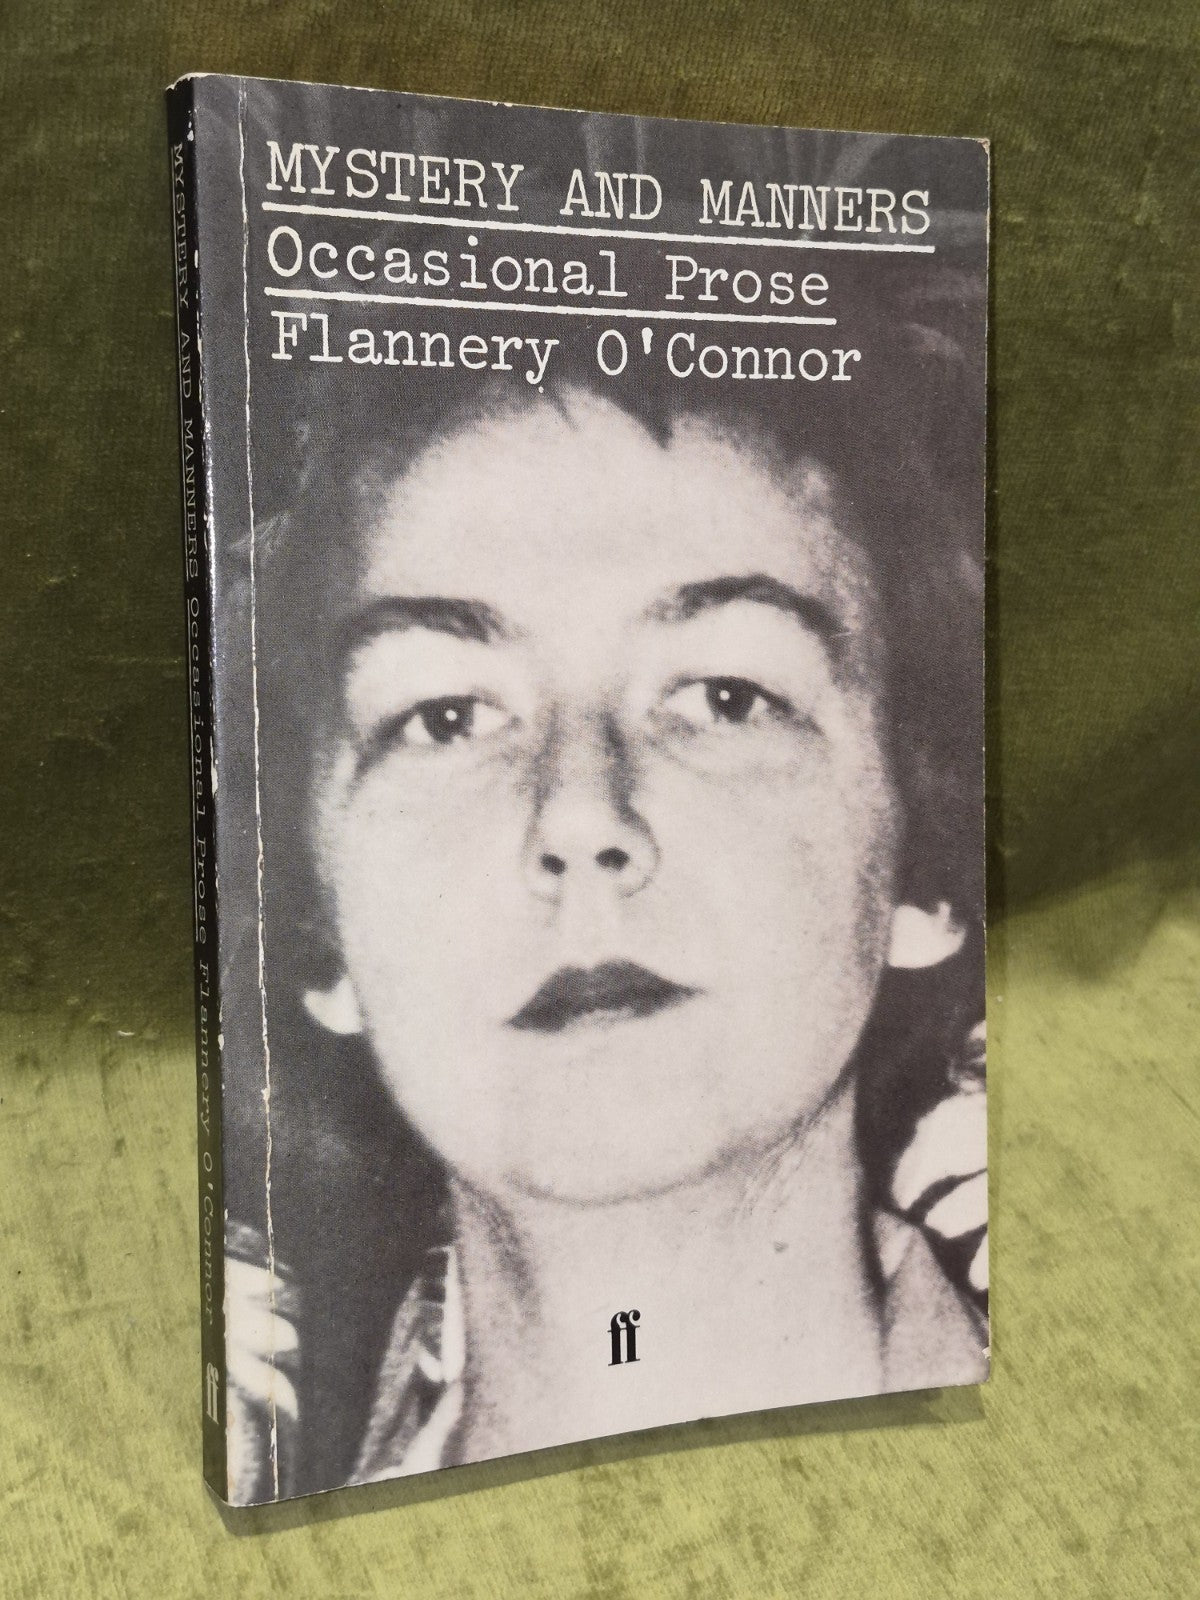 MYSTERY AND MANNERS
Occasional Prose
Flannery O'Connor
ff
MYSTERY AND MANNERS Occasional Prose Flannery O'Connor ff